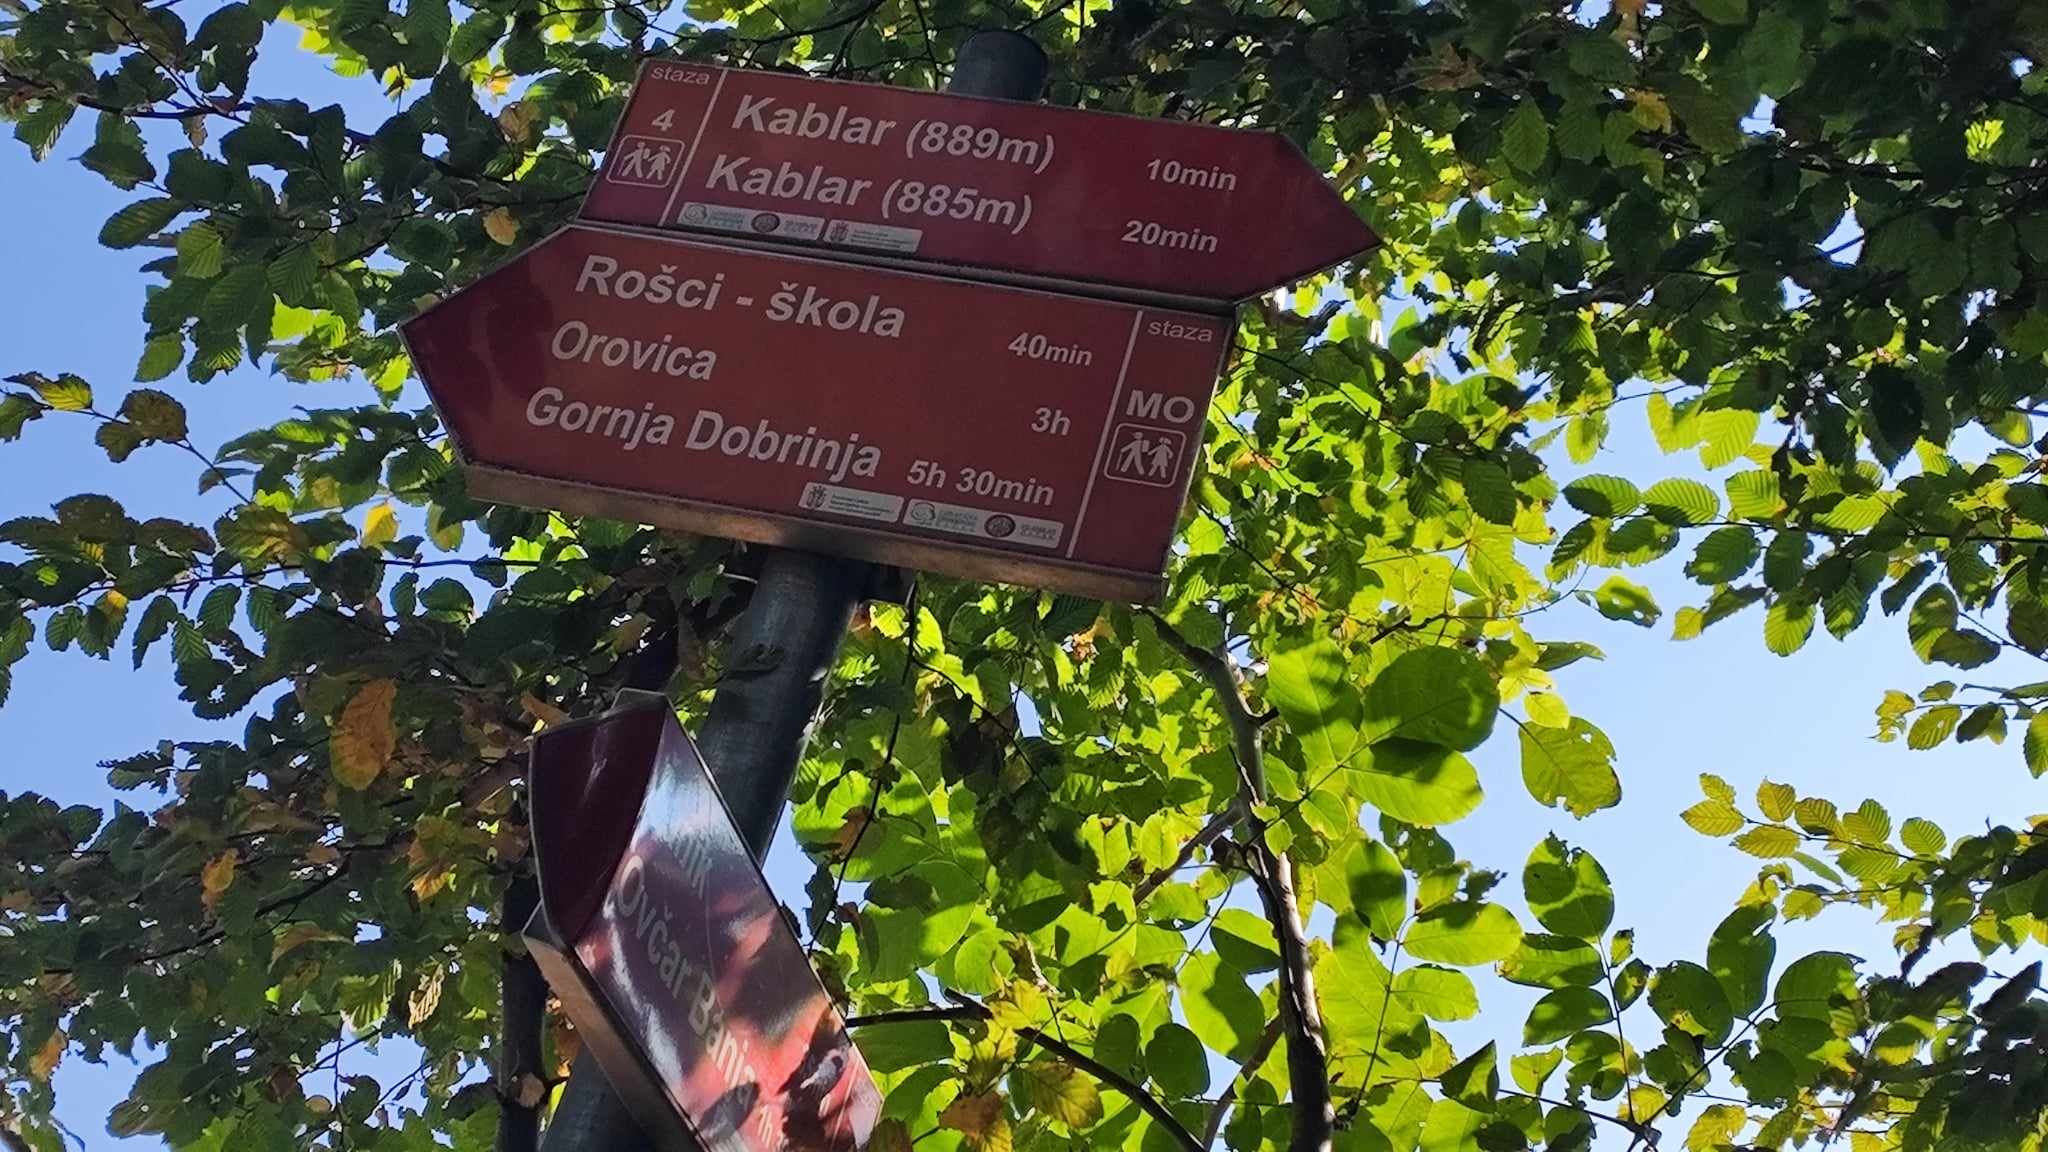 staza
4
Kablar (889m) 10min
Kablar (885m) 20min
Rošci - škola 40min
Orovica 3h
Gornja Dobrinja 5h 30min
staza
MO
Ovčar Banja 1h